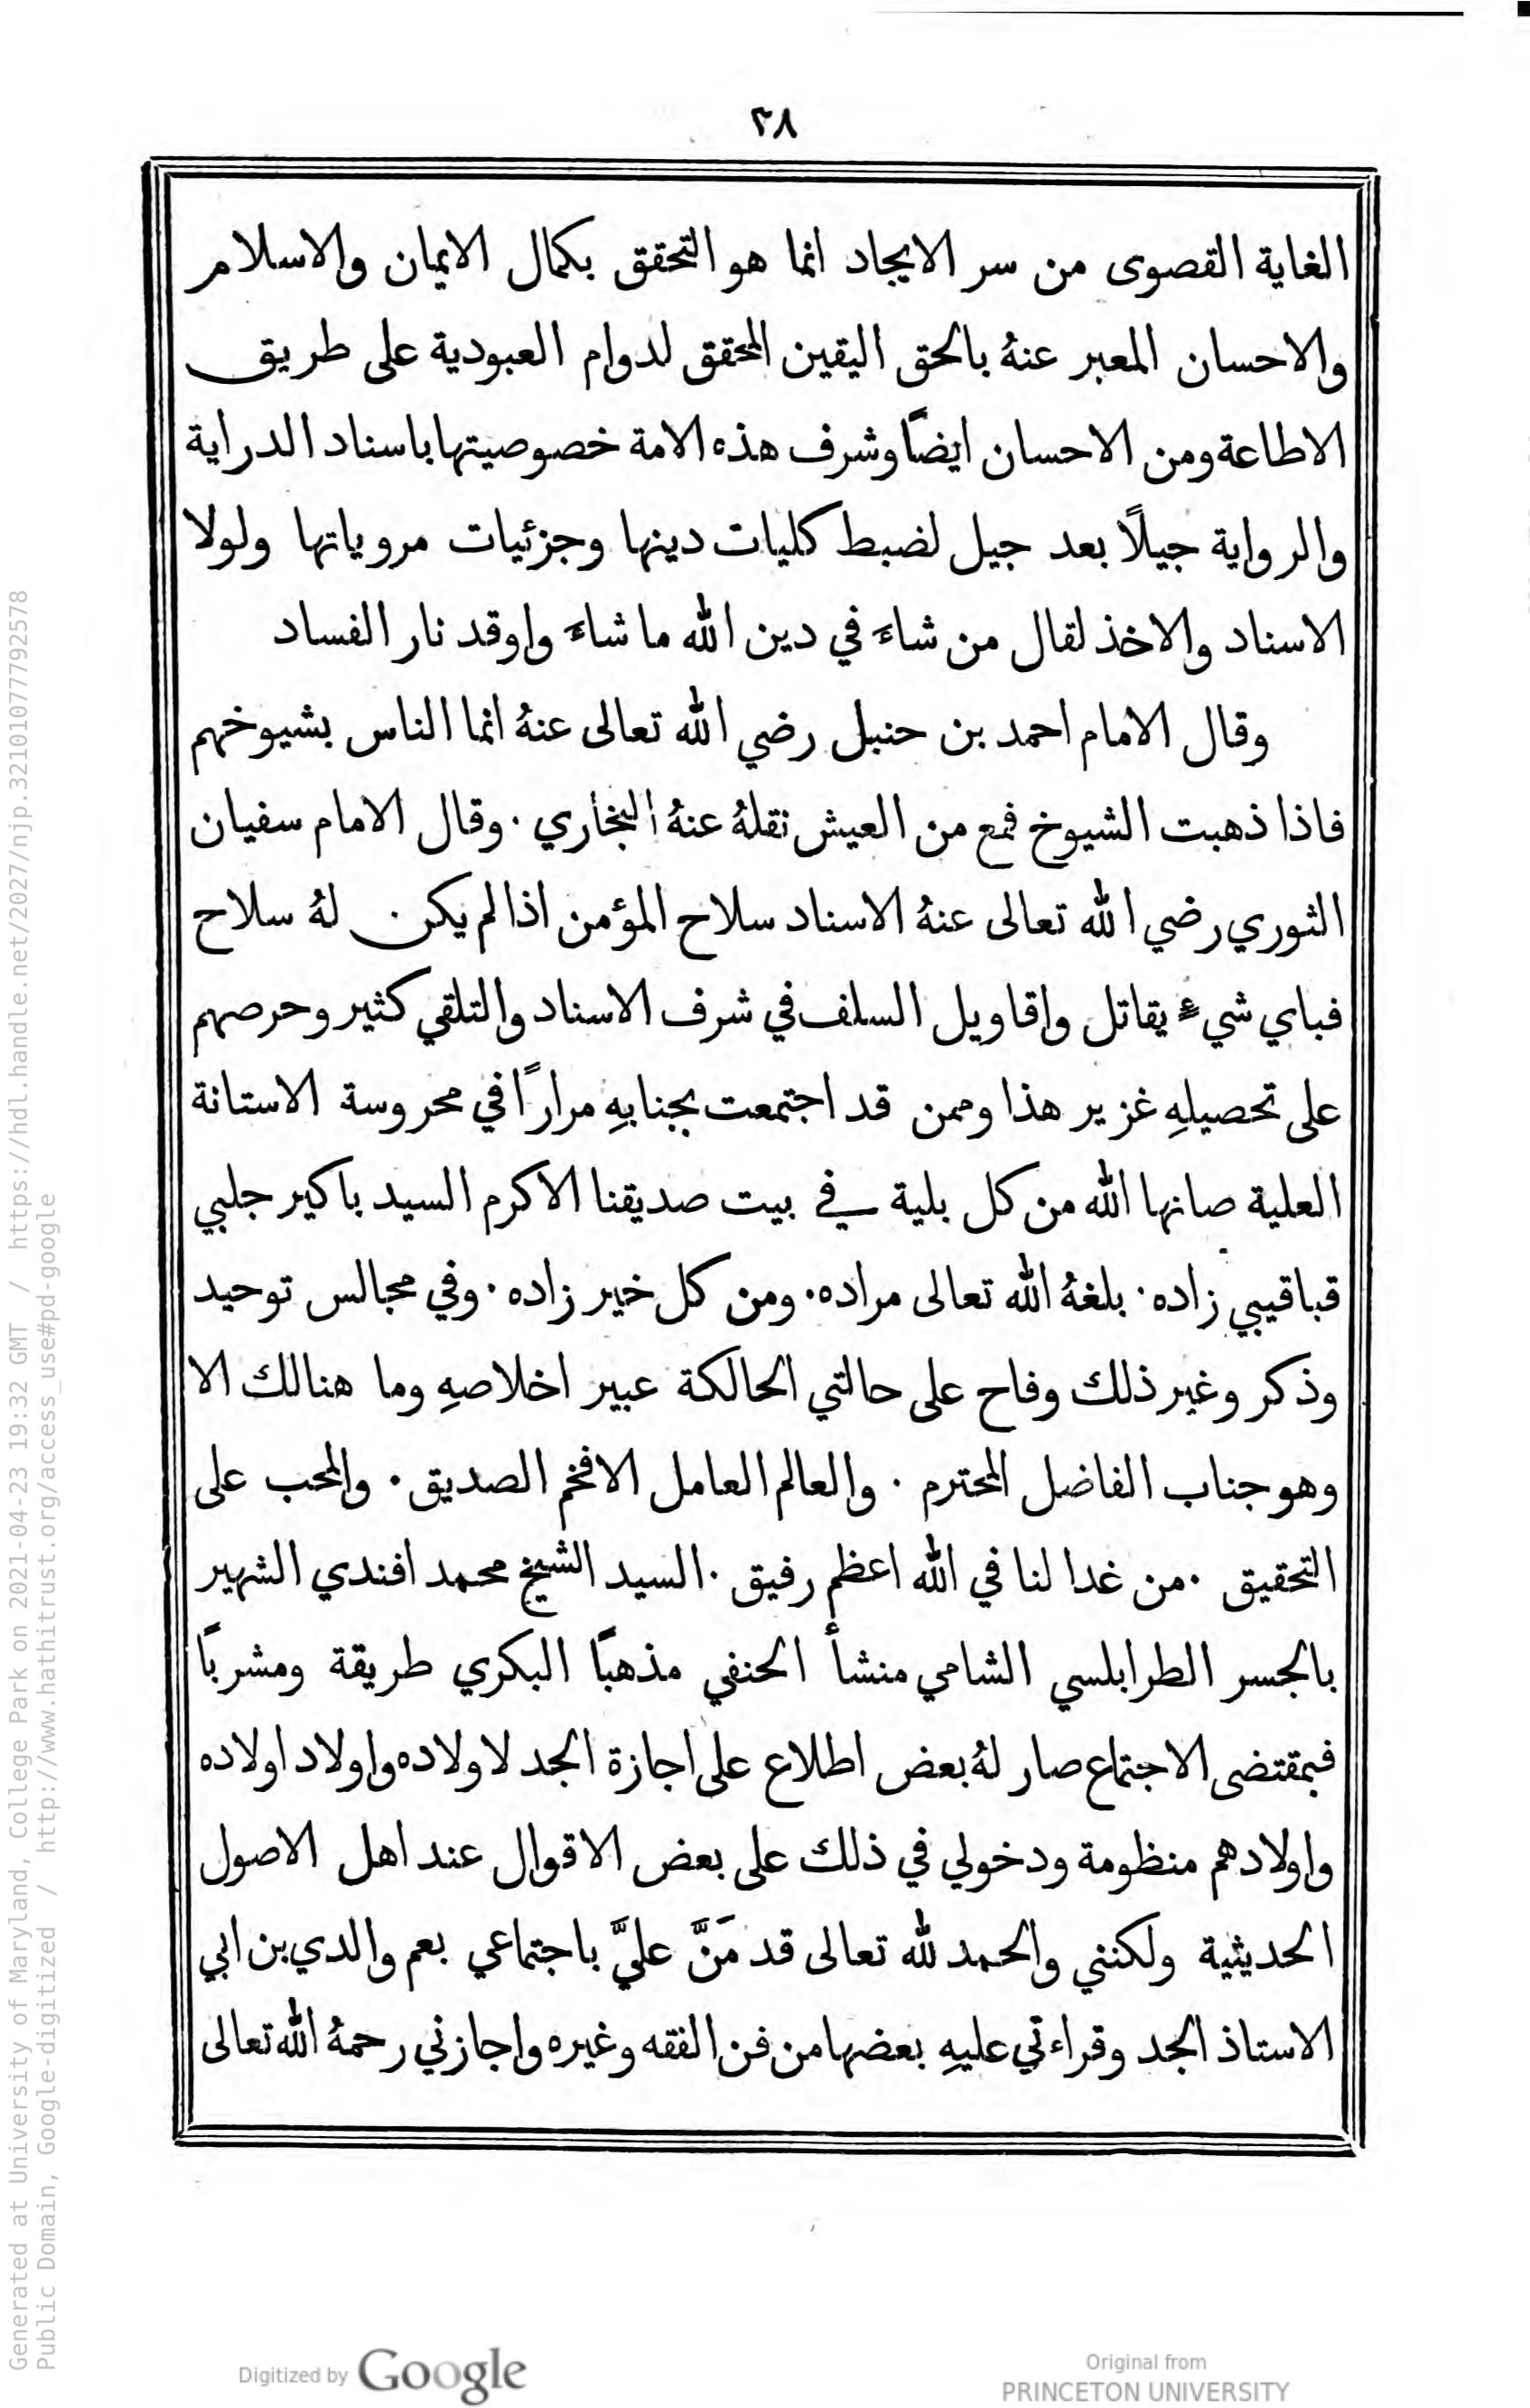 ٣٨
الغاية القصوى من سر الايجاد انما هو التحقق بكمال الايمان والاسلام
والاحسان المعبر عنهُ بالحق اليقين المحقق لدوام العبودية على طريق
الاطاعة ومن الاحسان ايضًا وشرف هذه الامة خصوصيتها باسناد الدراية
والرواية جيلًا بعد جيل لضبط كليات دينها وجزئيات مروياتها ولولا
الاسناد والاخذ لقال من شاءَ في دين الله ما شاءَ واوقد نار الفساد
وقال الامام احمد بن حنبل رضي الله تعالى عنهُ انما الناس بشيوخهم
فاذا ذهبت الشيوخ فمع من العيش نقلهُ عنهُ البخاري ٠ وقال الامام سفيان
الثوري رضي الله تعالى عنهُ الاسناد سلاح المؤمن اذا لم يكن لهُ سلاح
فباي شيءٍ يقاتل واقاويل السلف في شرف الاسناد والتلقي كثير وحرصهم
على تحصيلهِ غزير هذا وممن قد اجتمعت بجنابهِ مرارًا في محروسة الاستانة
العلية صانها الله من كل بلية في بيت صديقنا الاكرم السيد باكير جلبي
قباقيبي زاده ٠ بلغهُ الله تعالى مراده ٠ ومن كل خير زاده ٠ وفي مجالس توحيد
وذكر وغير ذلك وفاح على حالتي الحالكة عبير اخلاصهِ وما هنالك الا
وهو جناب الفاضل المحترم ٠ والعالم العامل الافخم الصديق ٠ والمحب على
التحقيق ٠ من غدا لنا في الله اعظم رفيق ٠ السيد الشيخ محمد افندي الشهير
بالجسر الطرابلسي الشامي منشأ الحنفي مذهبًا البكري طريقة ومشربًا
فبمقتضى الاجتماع صار لهُ بعض اطلاع على اجازة الجد لاولاده واولاد اولاده
واولادهم منظومة ودخولي في ذلك على بعض الاقوال عند اهل الاصول
الحديثية ولكنني والحمد لله تعالى قد مَنَّ عليَّ باجتماعي بعم والدي بن ابي
الاستاذ الجد وقراءتي عليهِ بعضها من فن الفقه وغيره واجازني رحمهُ الله تعالى
Generated at University of Maryland, College Park on 2021-04-23 19:32 GMT / https://hdl.handle.net/2027/njp.32101077792578
Public Domain, Google-digitized / http://www.hathitrust.org/access_use#pd-google
Digitized by Google
Original from
PRINCETON UNIVERSITY